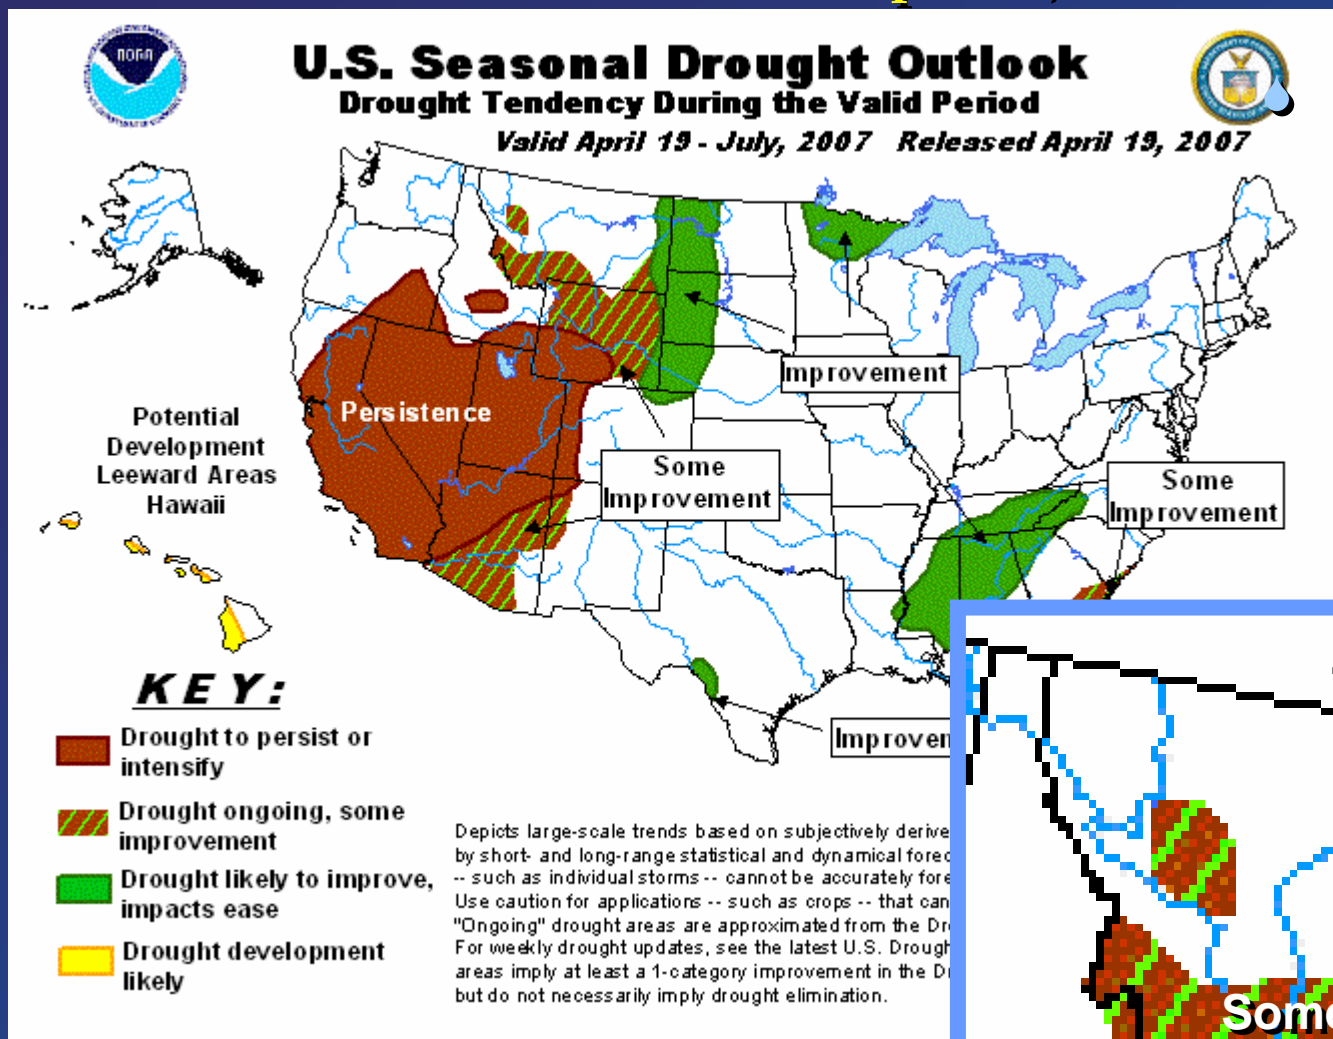 NOAA
U.S. Seasonal Drought Outlook
Drought Tendency During the Valid Period
Valid April 19 - July, 2007 Released April 19, 2007
Improvement
Persistence
Potential
Development
Leeward Areas
Hawaii
Some
Improvement
Some
Improvement
KEY:
Drought to persist or
intensify
Drought ongoing, some
improvement
Drought likely to improve,
impacts ease
Drought development
likely
Improven
Depicts large-scale trends based on subjectively derive
by short- and long-range statistical and dynamical forec
-- such as individual storms -- cannot be accurately fore
Use caution for applications -- such as crops -- that can
"Ongoing" drought areas are approximated from the Dro
For weekly drought updates, see the latest U.S. Drough
areas imply at least a 1-category improvement in the Dr
but do not necessarily imply drought elimination.
Some